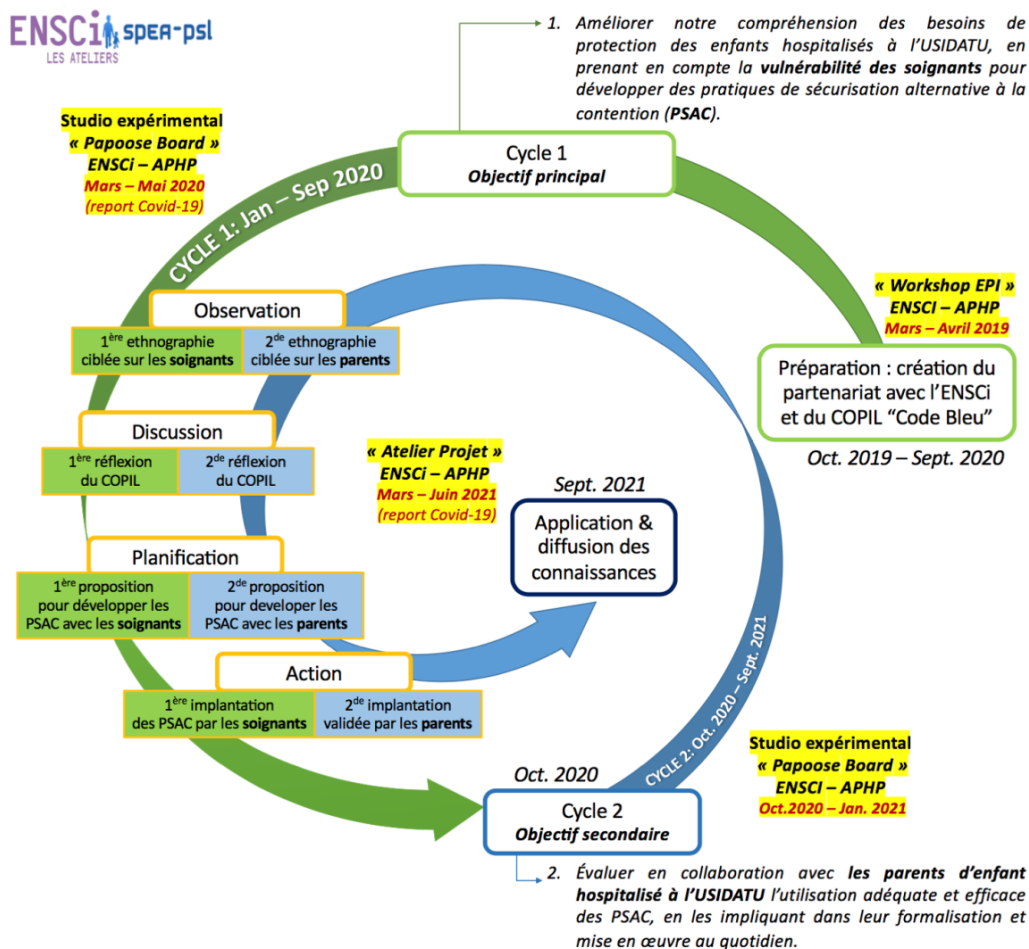 ENSCi
LES ATELIERS
SPEA-PSL
1. Améliorer notre compréhension des besoins de
protection des enfants hospitalisés à l'USIDATU, en
prenant en compte la vulnérabilité des soignants pour
développer des pratiques de sécurisation alternative à la
contention (PSAC).
Studio expérimental
« Papoose Board »
ENSCi – APHP
Mars – Mai 2020
(report Covid-19)
Cycle 1
Objectif principal
CYCLE 1: Jan – Sep 2020
« Workshop EPI »
ENSCI – APHP
Mars – Avril 2019
Préparation : création du
partenariat avec l'ENSCi
et du COPIL "Code Bleu"
Oct. 2019 – Sept. 2020
Observation
1ère ethnographie
ciblée sur les soignants
2de ethnographie
ciblée sur les parents
Discussion
1ère réflexion
du COPIL
2de réflexion
du COPIL
« Atelier Projet »
ENSCi – APHP
Mars – Juin 2021
(report Covid-19)
Sept. 2021
Application &
diffusion des
connaissances
Planification
1ère proposition
pour développer les
PSAC avec les soignants
2de proposition
pour developer les
PSAC avec les parents
Action
1ère implantation
des PSAC par les soignants
2de implantation
validée par les parents
CYCLE 2: Oct. 2020 – Sept. 2021
Studio expérimental
« Papoose Board »
ENSCI – APHP
Oct.2020 – Jan. 2021
Oct. 2020
Cycle 2
Objectif secondaire
2. Évaluer en collaboration avec les parents d'enfant
hospitalisé à l'USIDATU l'utilisation adéquate et efficace
des PSAC, en les impliquant dans leur formalisation et
mise en œuvre au quotidien.